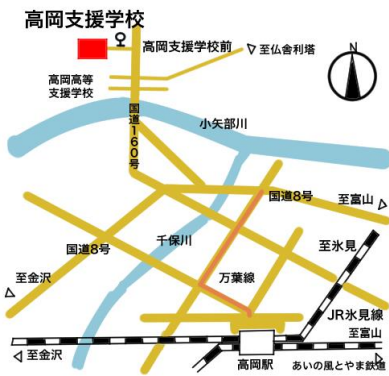 高岡支援学校
高岡支援学校前
至仏舎利塔
N
高岡高等
支援学校
国道160号
小矢部川
国道8号
至富山
千保川
国道8号
至氷見
万葉線
至金沢
JR氷見線
至富山
至金沢
高岡駅
あいの風とやま鉄道